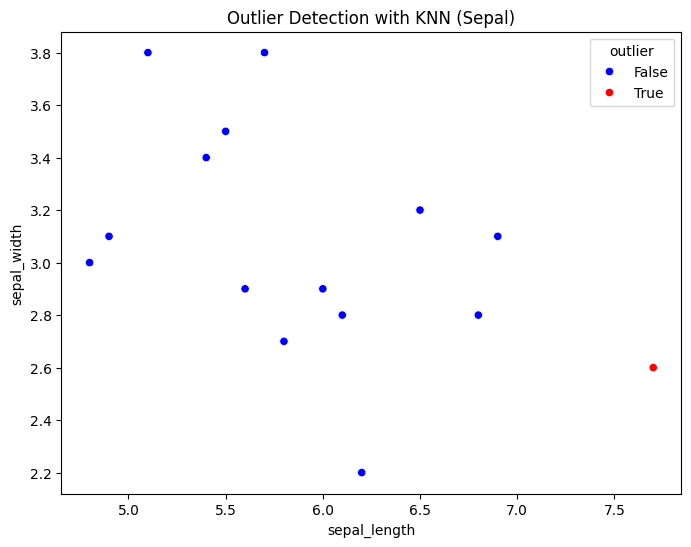 Outlier Detection with KNN (Sepal)
outlier
False
True
3.8
3.6
3.4
3.2
3.0
2.8
2.6
2.4
2.2
sepal_width
5.0 5.5 6.0 6.5 7.0 7.5
sepal_length